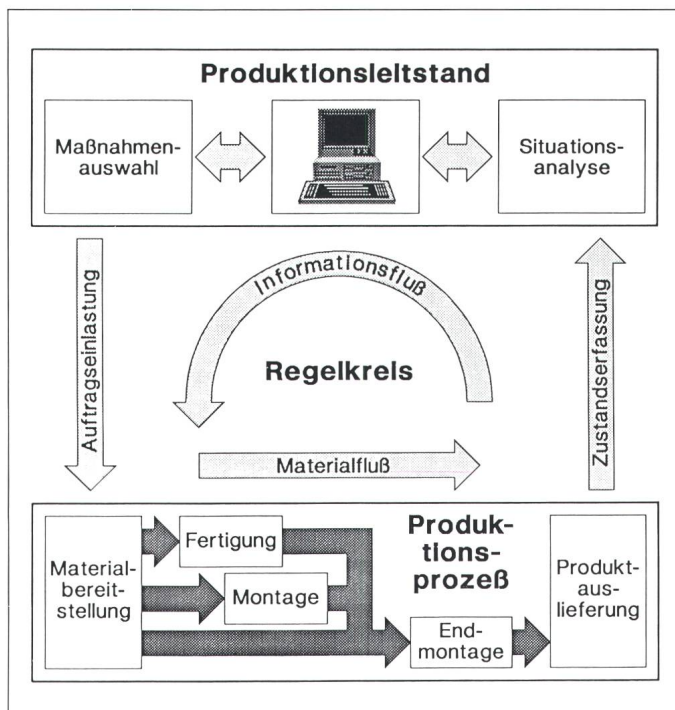 Produktionsleitstand
Maßnahmen-
auswahl
Situations-
analyse
Auftragseinlastung
Informationsfluß
Regelkreis
Materialfluß
Zustandserfassung
Material-
bereit-
stellung
Fertigung
Montage
Produk-
tions-
prozeß
End-
montage
Produkt-
aus-
lieferung